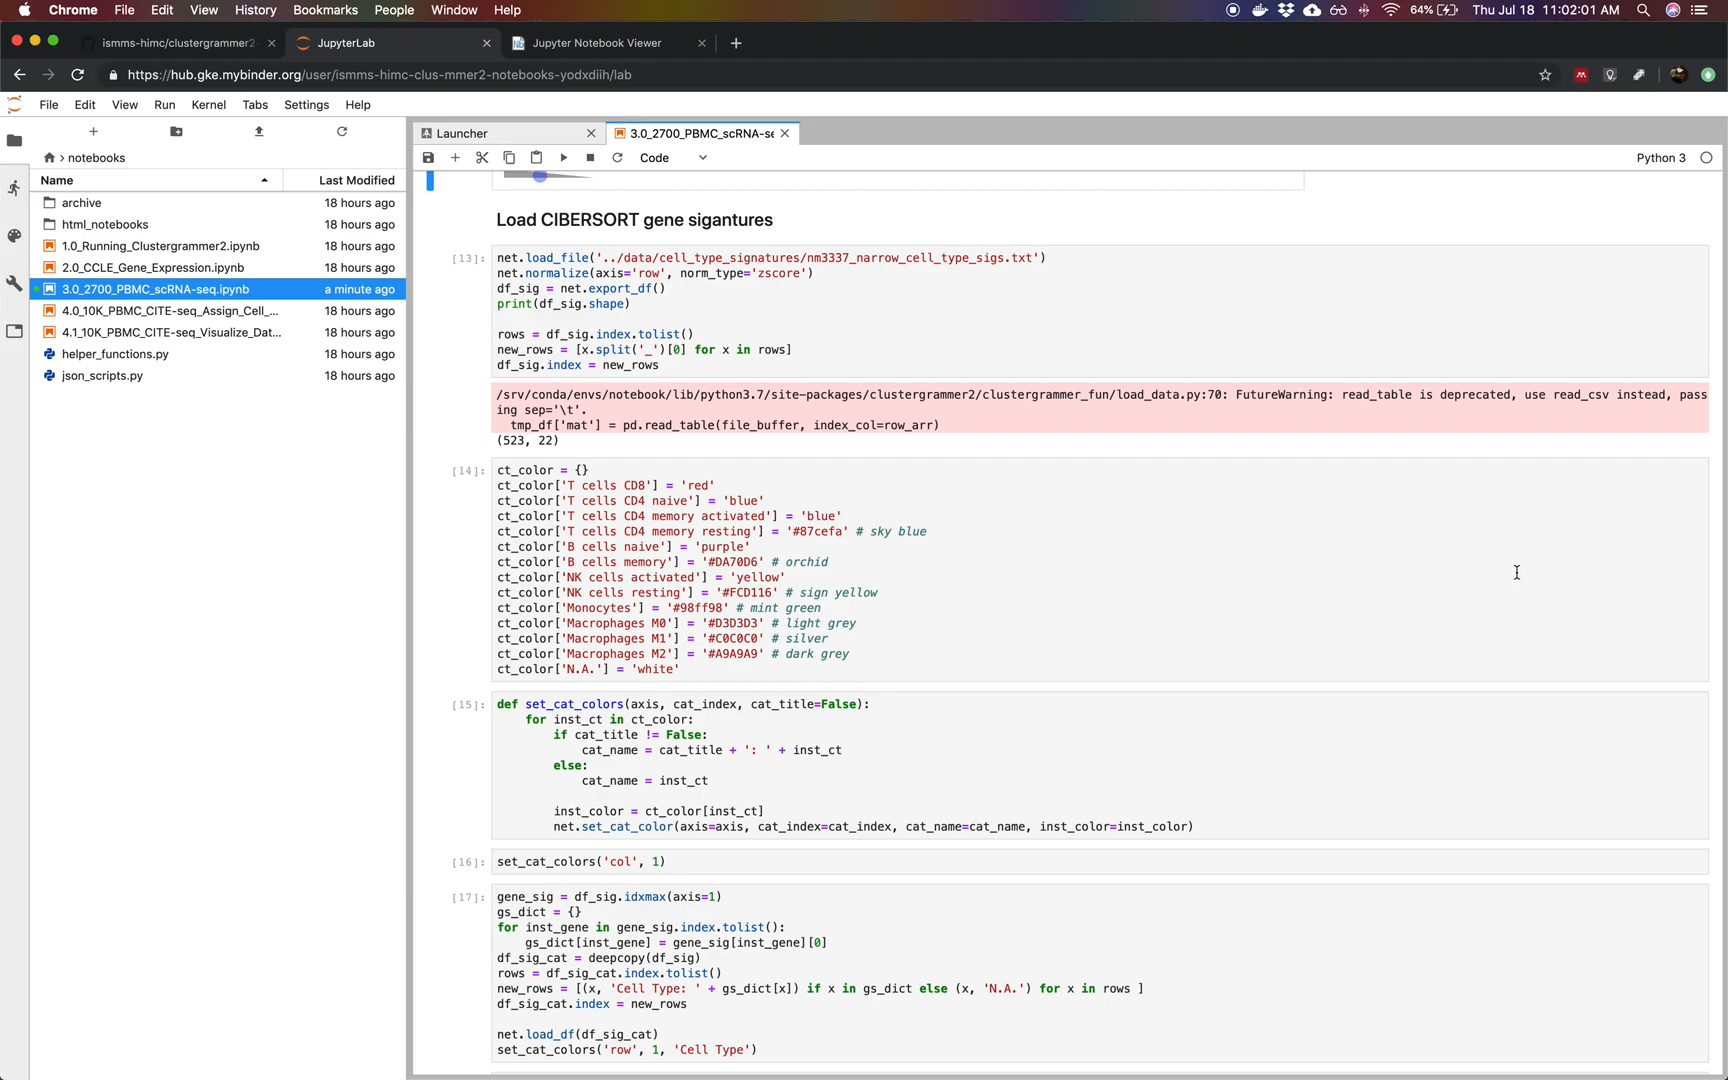 Chrome File Edit View History Bookmarks People Window Help 64% Thu Jul 18 11:02:01 AM
ismms-himc/clustergrammer2- JupyterLab Jupyter Notebook Viewer
https://hub.gke.mybinder.org/user/ismms-himc-clus-mmer2-notebooks-yodxdiih/lab
File Edit View Run Kernel Tabs Settings Help
Launcher 3.0_2700_PBMC_scRNA-se
Code Python 3
> notebooks
Name Last Modified
archive 18 hours ago
html_notebooks 18 hours ago
1.0_Running_Clustergrammer2.ipynb 18 hours ago
2.0_CCLE_Gene_Expression.ipynb 18 hours ago
3.0_2700_PBMC_scRNA-seq.ipynb a minute ago
4.0_10K_PBMC_CITE-seq_Assign_Cell_... 18 hours ago
4.1_10K_PBMC_CITE-seq_Visualize_Dat... 18 hours ago
helper_functions.py 18 hours ago
json_scripts.py 18 hours ago
Load CIBERSORT gene sigantures
[13]: net.load_file('../data/cell_type_signatures/nm3337_narrow_cell_type_sigs.txt')
net.normalize(axis='row', norm_type='zscore')
df_sig = net.export_df()
print(df_sig.shape)
rows = df_sig.index.tolist()
new_rows = [x.split('_')[0] for x in rows]
df_sig.index = new_rows
/srv/conda/envs/notebook/lib/python3.7/site-packages/clustergrammer2/clustergrammer_fun/load_data.py:70: FutureWarning: read_table is deprecated, use read_csv instead, pass
ing sep='\t'.
tmp_df['mat'] = pd.read_table(file_buffer, index_col=row_arr)
(523, 22)
[14]: ct_color = {}
ct_color['T cells CD8'] = 'red'
ct_color['T cells CD4 naive'] = 'blue'
ct_color['T cells CD4 memory activated'] = 'blue'
ct_color['T cells CD4 memory resting'] = '#87cefa' # sky blue
ct_color['B cells naive'] = 'purple'
ct_color['B cells memory'] = '#DA70D6' # orchid
ct_color['NK cells activated'] = 'yellow'
ct_color['NK cells resting'] = '#FCD116' # sign yellow
ct_color['Monocytes'] = '#98ff98' # mint green
ct_color['Macrophages M0'] = '#D3D3D3' # light grey
ct_color['Macrophages M1'] = '#C0C0C0' # silver
ct_color['Macrophages M2'] = '#A9A9A9' # dark grey
ct_color['N.A.'] = 'white'
[15]: def set_cat_colors(axis, cat_index, cat_title=False):
for inst_ct in ct_color:
if cat_title != False:
cat_name = cat_title + ': ' + inst_ct
else:
cat_name = inst_ct
inst_color = ct_color[inst_ct]
net.set_cat_color(axis=axis, cat_index=cat_index, cat_name=cat_name, inst_color=inst_color)
[16]: set_cat_colors('col', 1)
[17]: gene_sig = df_sig.idxmax(axis=1)
gs_dict = {}
for inst_gene in gene_sig.index.tolist():
gs_dict[inst_gene] = gene_sig[inst_gene][0]
df_sig_cat = deepcopy(df_sig)
rows = df_sig_cat.index.tolist()
new_rows = [(x, 'Cell Type: ' + gs_dict[x]) if x in gs_dict else (x, 'N.A.') for x in rows ]
df_sig_cat.index = new_rows
net.load_df(df_sig_cat)
set_cat_colors('row', 1, 'Cell Type')